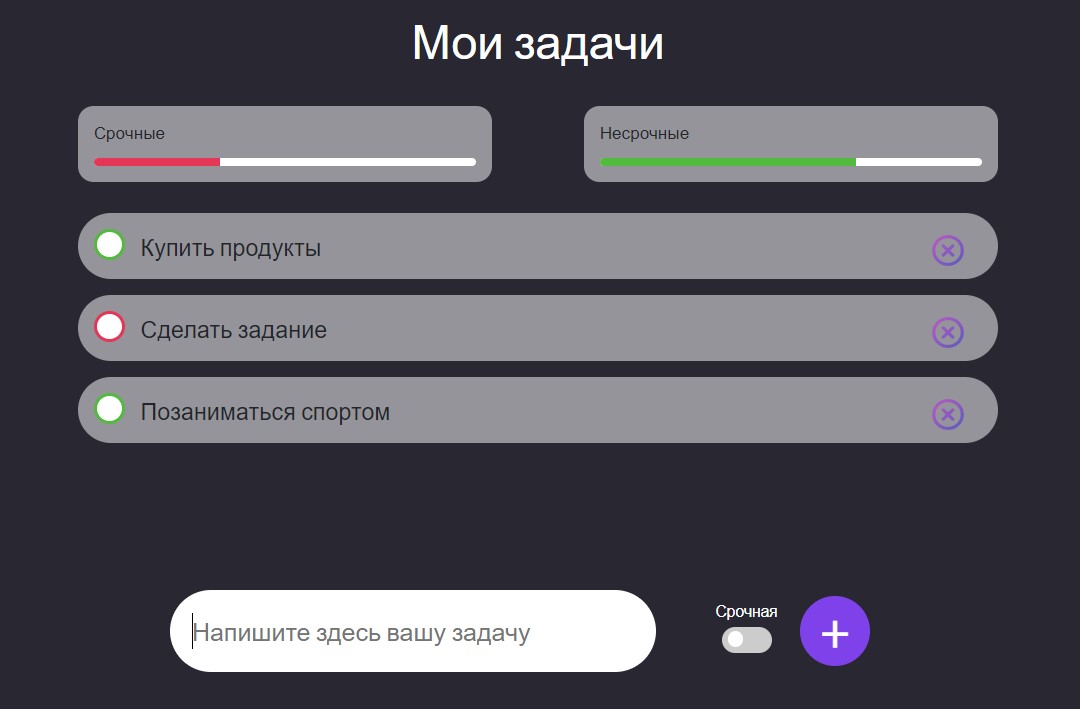 Мои задачи
Срочные
Несрочные
Купить продукты
Сделать задание
Позаниматься спортом
Напишите здесь вашу задачу
Срочная
+